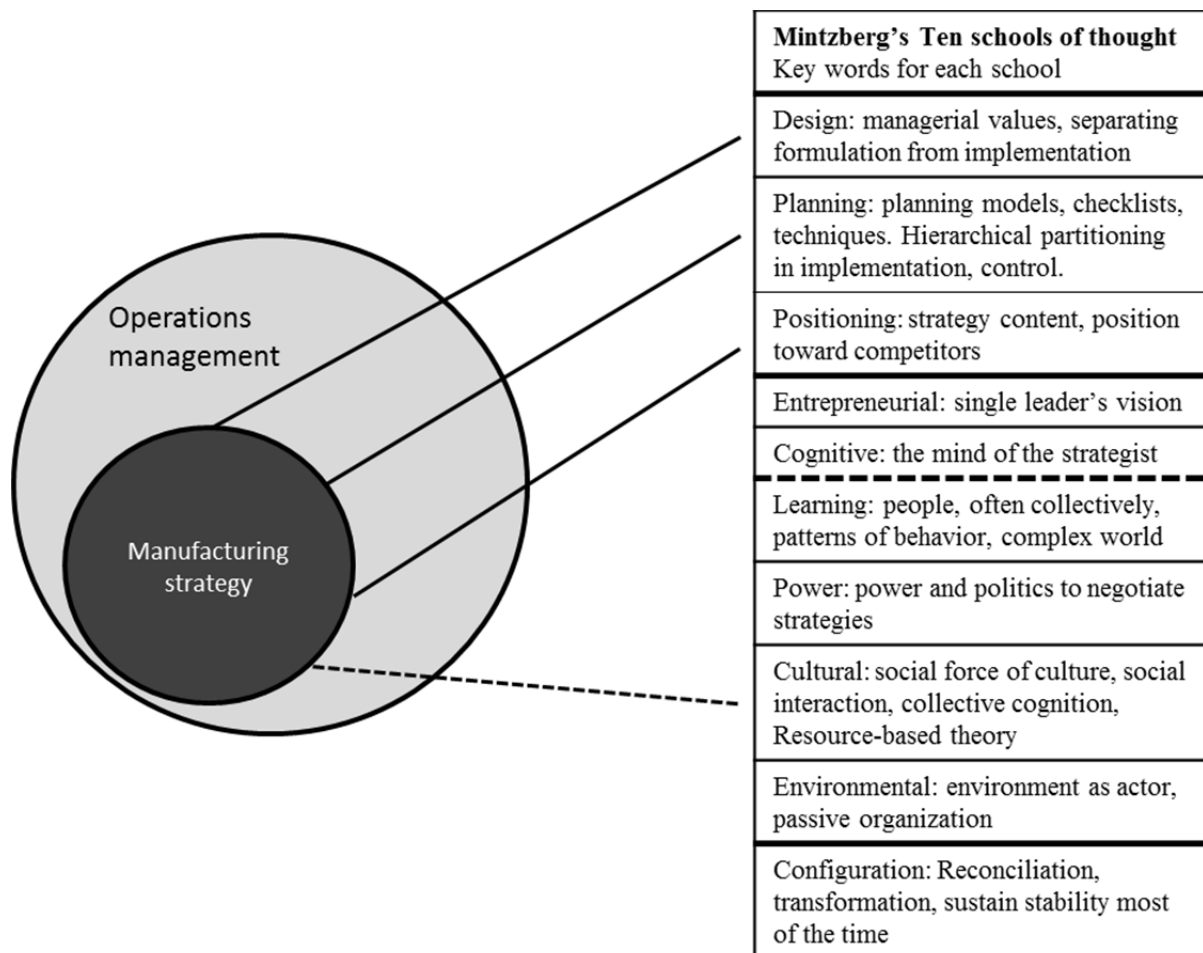 Operations
management
Manufacturing
strategy
Mintzberg's Ten schools of thought
Key words for each school
Design: managerial values, separating
formulation from implementation
Planning: planning models, checklists,
techniques. Hierarchical partitioning
in implementation, control.
Positioning: strategy content, position
toward competitors
Entrepreneurial: single leader's vision
Cognitive: the mind of the strategist
Learning: people, often collectively,
patterns of behavior, complex world
Power: power and politics to negotiate
strategies
Cultural: social force of culture, social
interaction, collective cognition,
Resource-based theory
Environmental: environment as actor,
passive organization
Configuration: Reconciliation,
transformation, sustain stability most
of the time